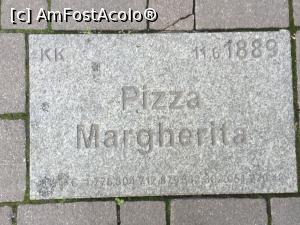 [c] AmFostAcolo®
KK 11.6 1889
Pizza
Margherita